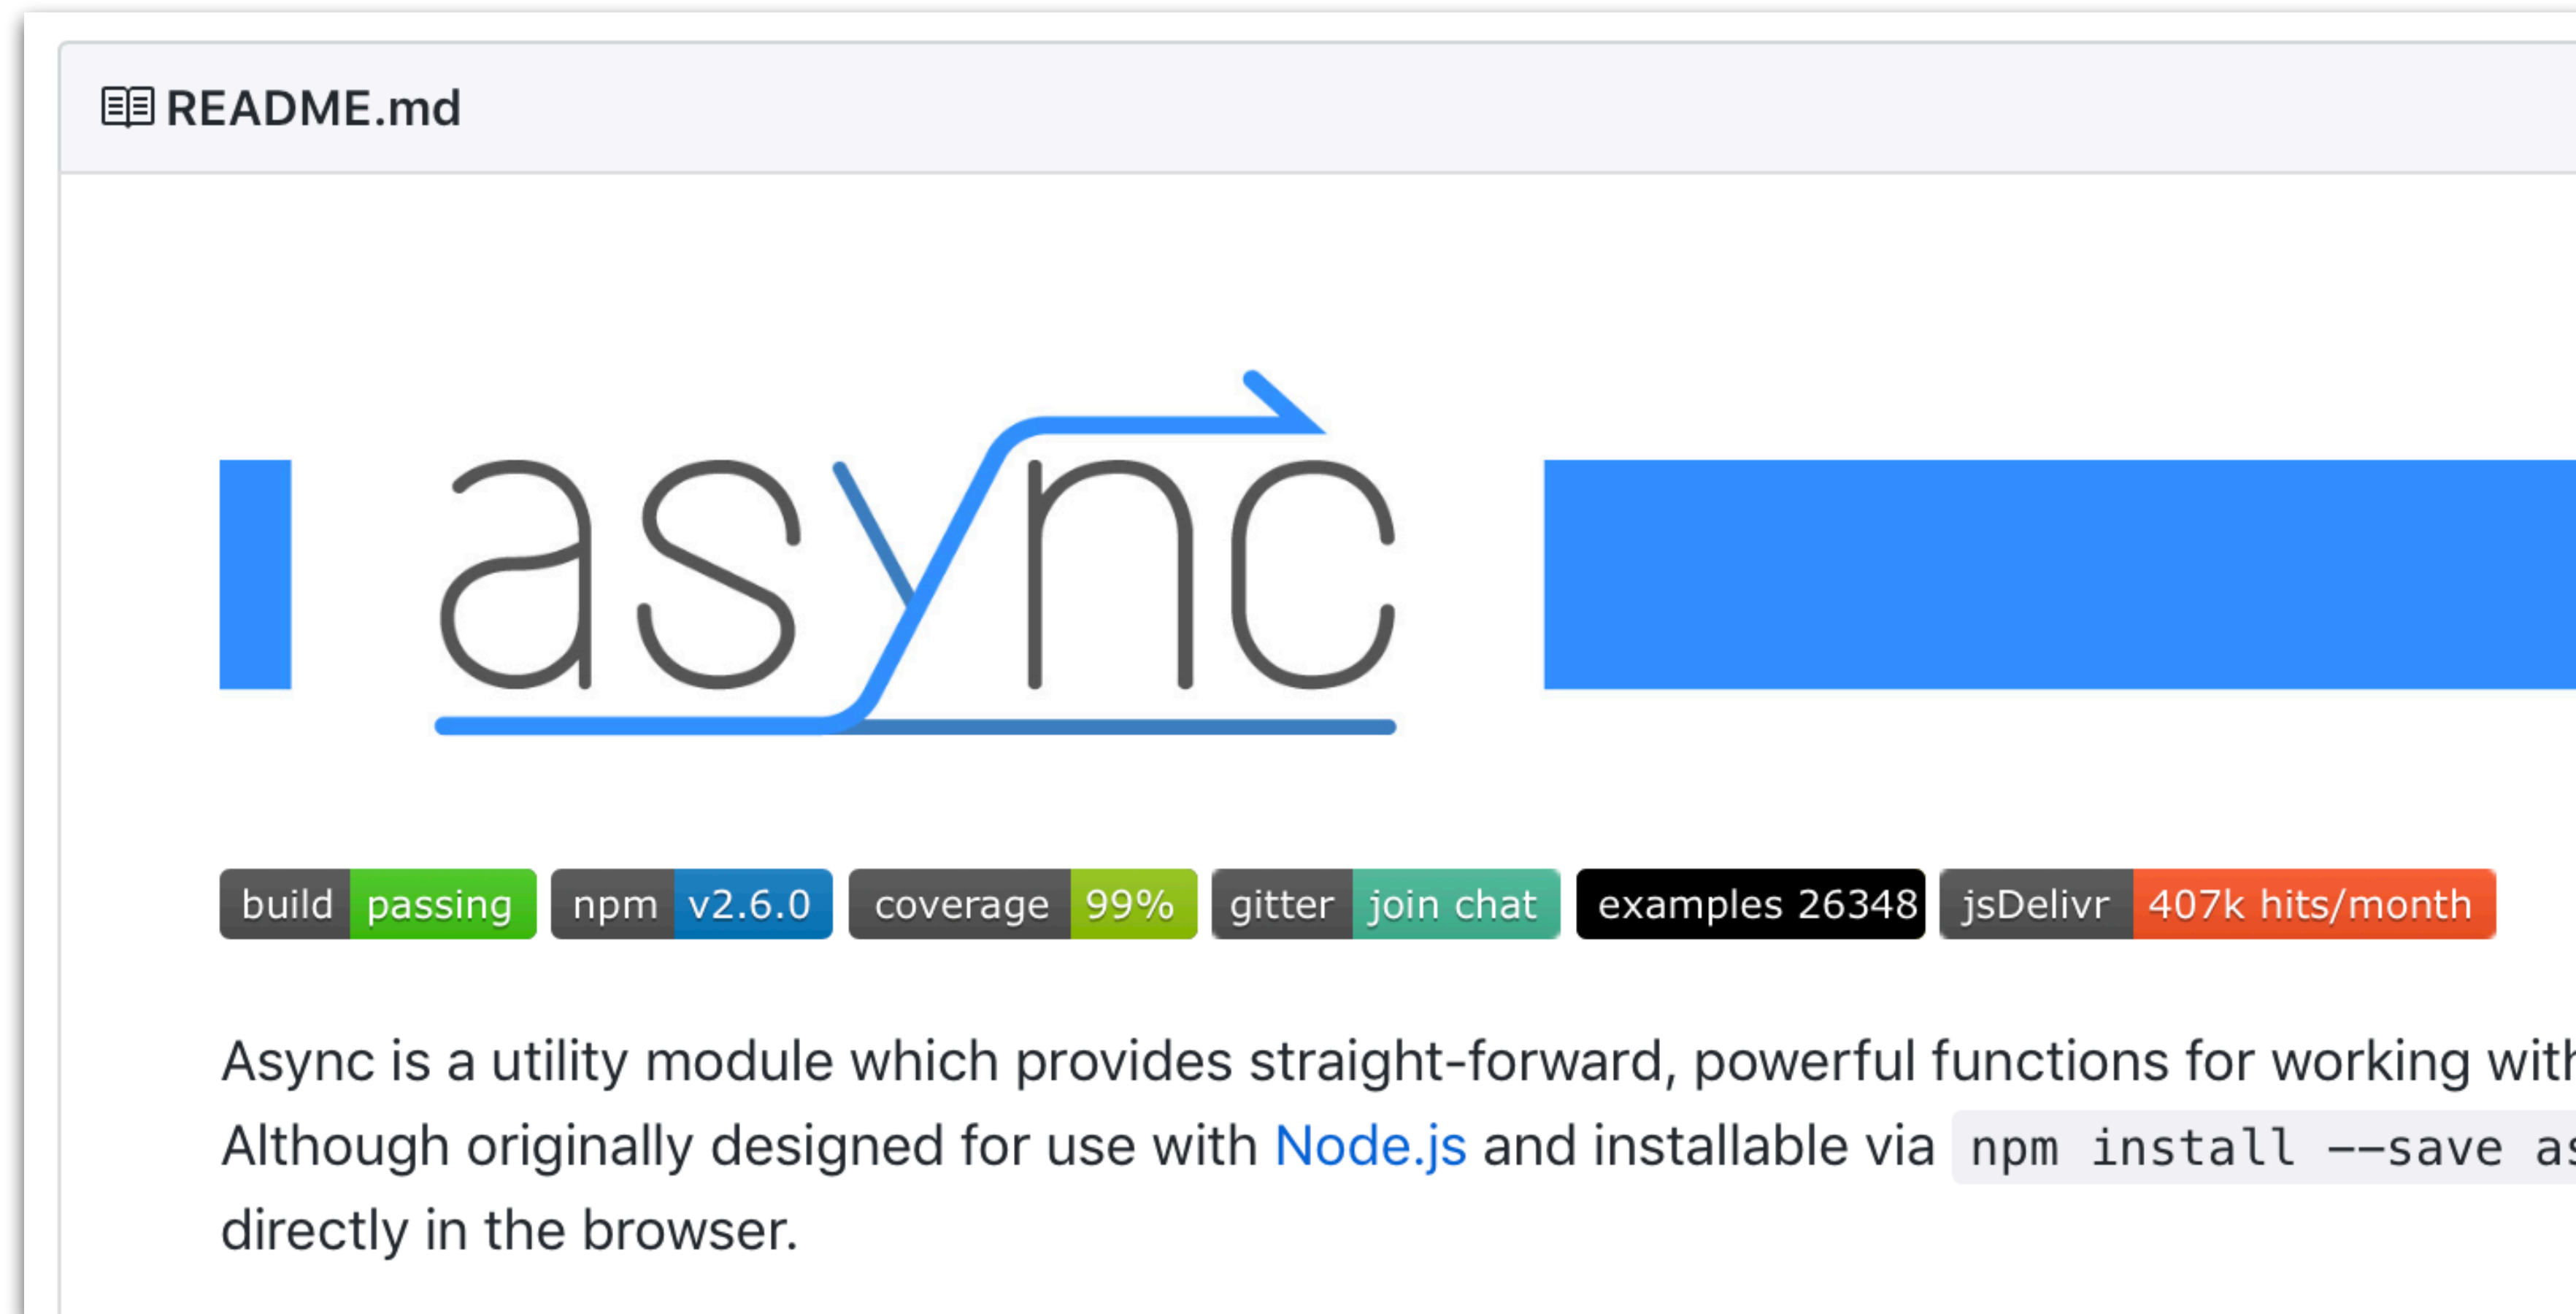 README.md
async
build passing npm v2.6.0 coverage 99% gitter join chat examples 26348 jsDelivr 407k hits/month
Async is a utility module which provides straight-forward, powerful functions for working with
Although originally designed for use with Node.js and installable via npm install --save as
directly in the browser.